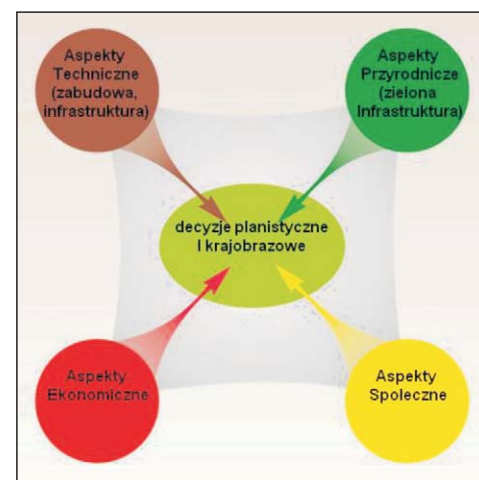 Aspekty
Techniczne
(zabudowa,
infrastruktura)
Aspekty
Przyrodnicze
(zielona
Infrastruktura)
decyzje planistyczne
I krajobrazowe
Aspekty
Ekonomiczne
Aspekty
Społeczne